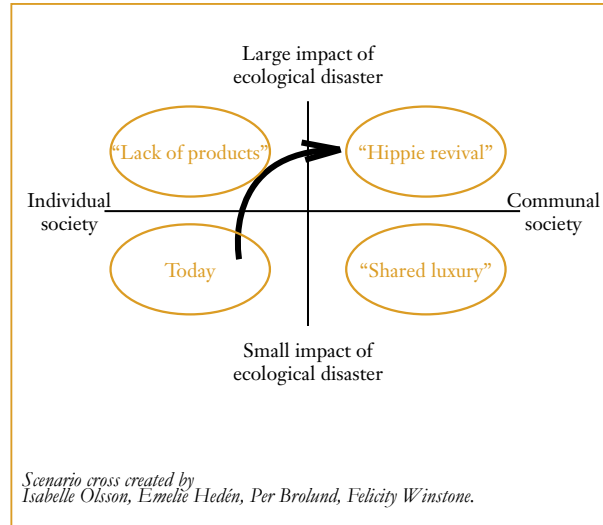 Large impact of
ecological disaster
“Lack of products”
“Hippie revival”
Individual
society
Communal
society
Today
“Shared luxury”
Small impact of
ecological disaster
Scenario cross created by
Isabelle Olsson, Emelie Hedén, Per Brolund, Felicity Winstone.